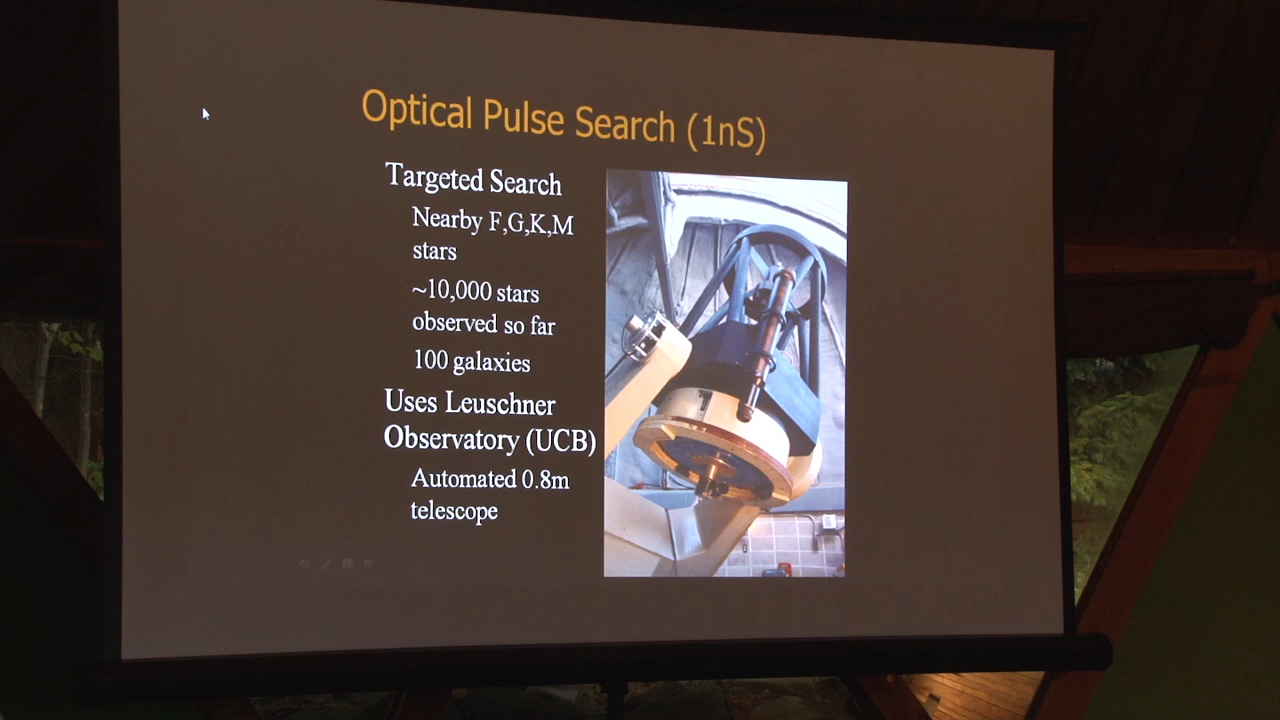 Optical Pulse Search (1nS)
Targeted Search
Nearby F,G,K,M
stars
~10,000 stars
observed so far
100 galaxies
Uses Leuschner
Observatory (UCB)
Automated 0.8m
telescope